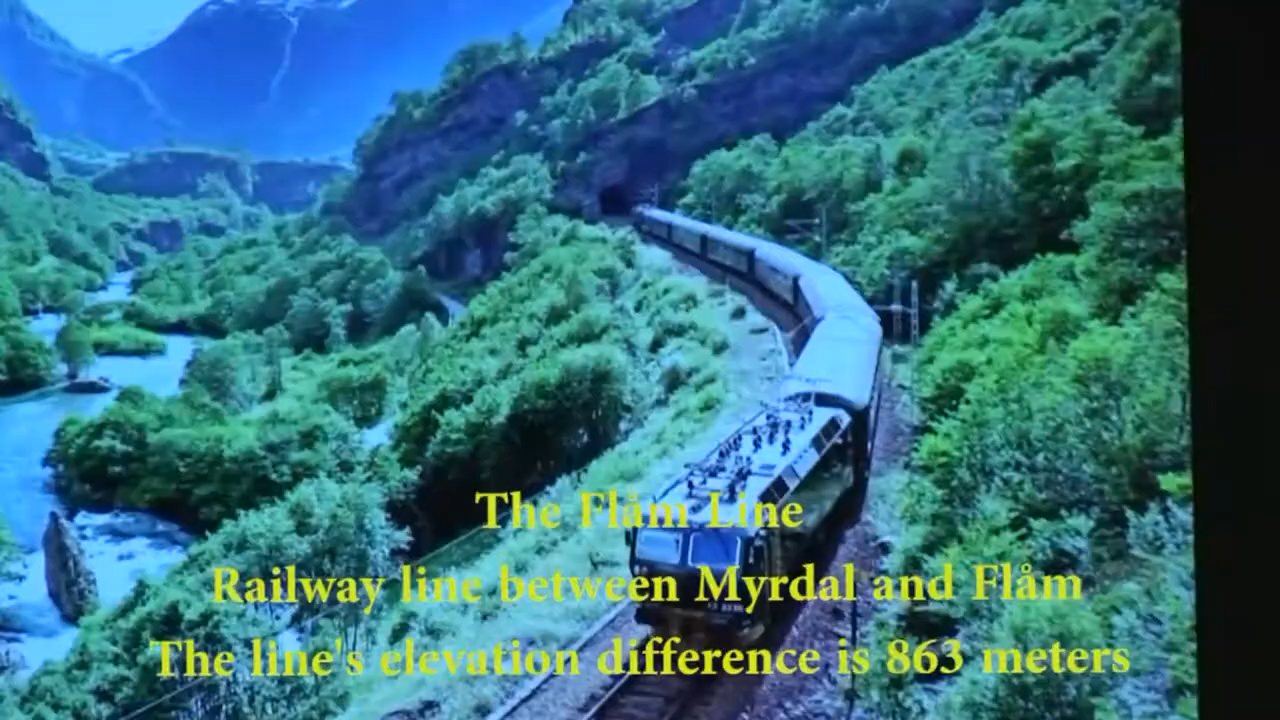 The Flåm Line
Railway line between Myrdal and Flåm
The line's elevation difference is 863 meters